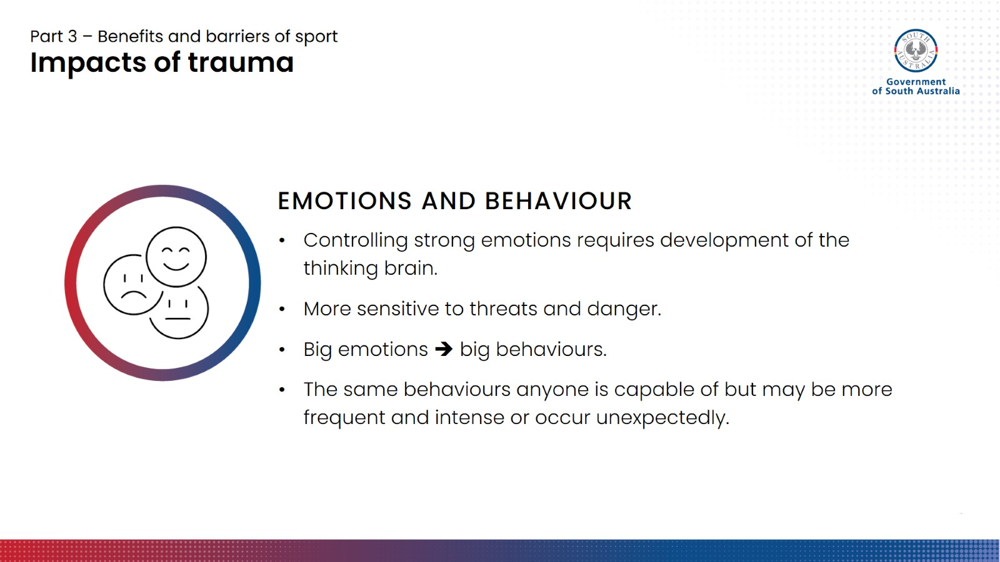 Part 3 – Benefits and barriers of sport
Impacts of trauma
SOUTH
AUSTRALIA
Government
of South Australia
EMOTIONS AND BEHAVIOUR
• Controlling strong emotions requires development of the
thinking brain.
• More sensitive to threats and danger.
• Big emotions ➔ big behaviours.
• The same behaviours anyone is capable of but may be more
frequent and intense or occur unexpectedly.